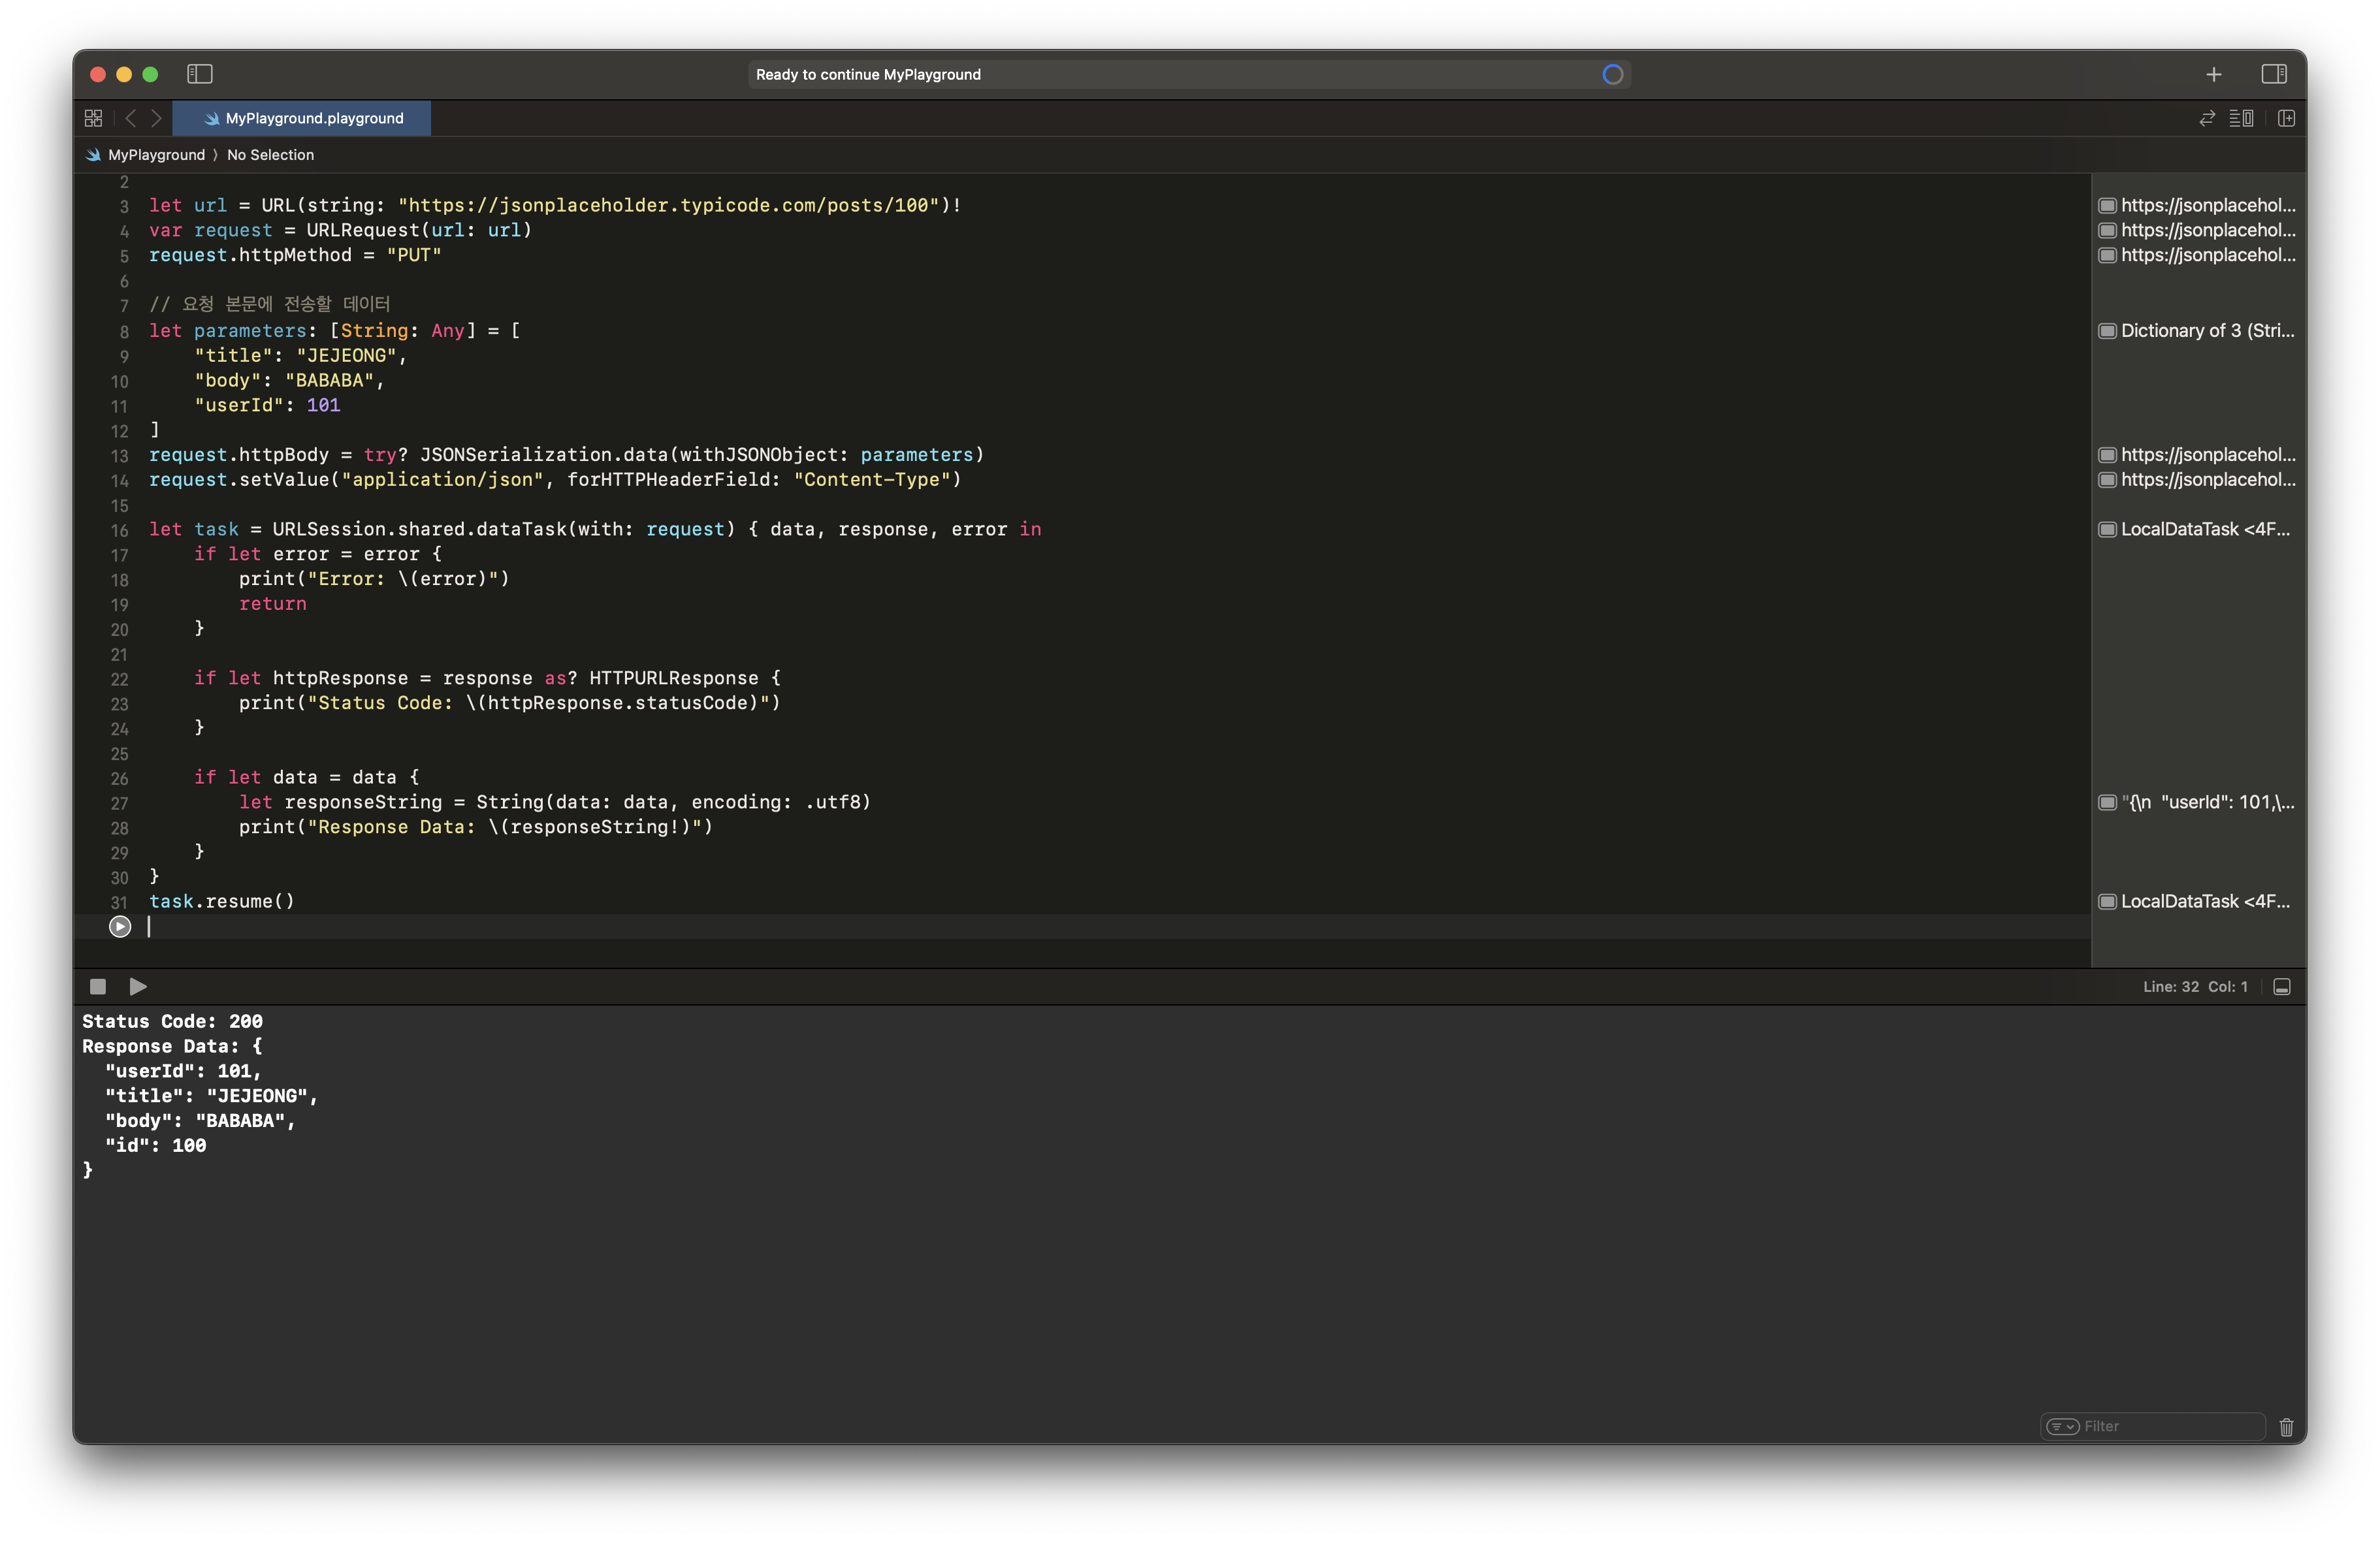 Ready to continue MyPlayground
MyPlayground.playground
MyPlayground 〉 No Selection
2
3 let url = URL(string: "https://jsonplaceholder.typicode.com/posts/100")!
https://jsonplacehol...
4 var request = URLRequest(url: url)
https://jsonplacehol...
5 request.httpMethod = "PUT"
https://jsonplacehol...
6
7 // 요청 본문에 전송할 데이터
8 let parameters: [String: Any] = [
Dictionary of 3 (Stri...
9     "title": "JEJEONG",
10     "body": "BABABA",
11     "userId": 101
12 ]
13 request.httpBody = try? JSONSerialization.data(withJSONObject: parameters)
https://jsonplacehol...
14 request.setValue("application/json", forHTTPHeaderField: "Content-Type")
https://jsonplacehol...
15
16 let task = URLSession.shared.dataTask(with: request) { data, response, error in
LocalDataTask <4F...
17     if let error = error {
18         print("Error: \(error)")
19         return
20     }
21
22     if let httpResponse = response as? HTTPURLResponse {
23         print("Status Code: \(httpResponse.statusCode)")
24     }
25
26     if let data = data {
27         let responseString = String(data: data, encoding: .utf8)
"{\n  "userId": 101,\...
28         print("Response Data: \(responseString!)")
29     }
30 }
31 task.resume()
LocalDataTask <4F...
Line: 32  Col: 1
Status Code: 200
Response Data: {
  "userId": 101,
  "title": "JEJEONG",
  "body": "BABABA",
  "id": 100
}
Filter